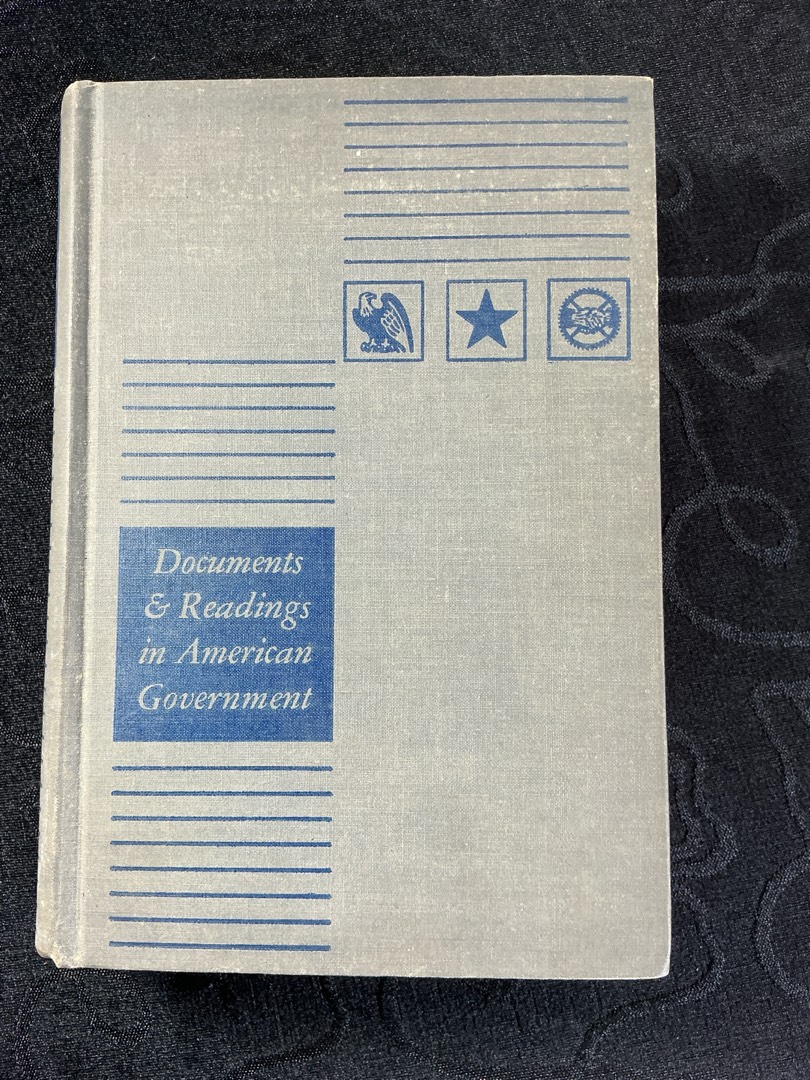 Documents
& Readings
in American
Government